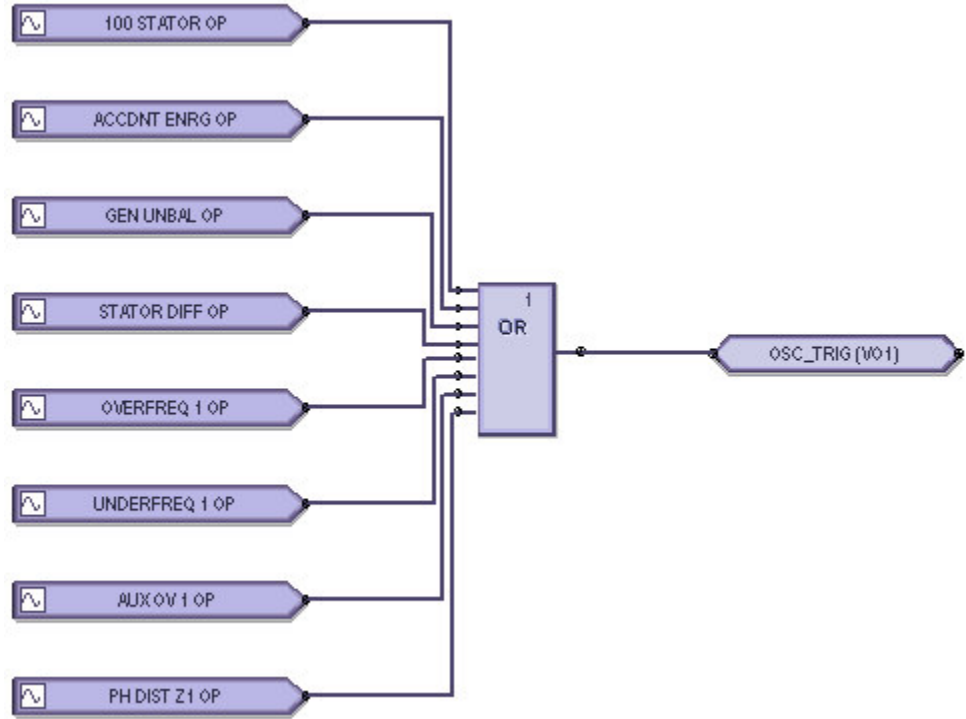 100 STATOR OP
ACCDNT ENRG OP
GEN UNBAL OP
STATOR DIFF OP
OVERFREQ 1 OP
UNDERFREQ 1 OP
AUX OV 1 OP
PH DIST Z1 OP
1
OR
OSC_TRIG (VO1)